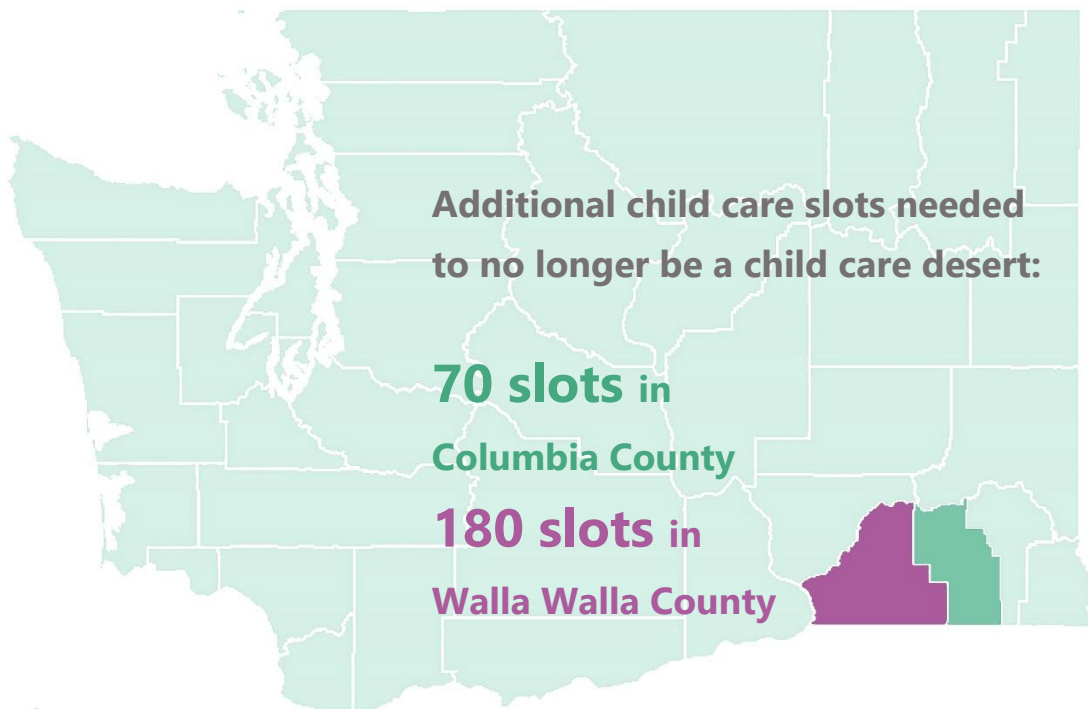 Additional child care slots needed
to no longer be a child care desert:
70 slots in
Columbia County
180 slots in
Walla Walla County